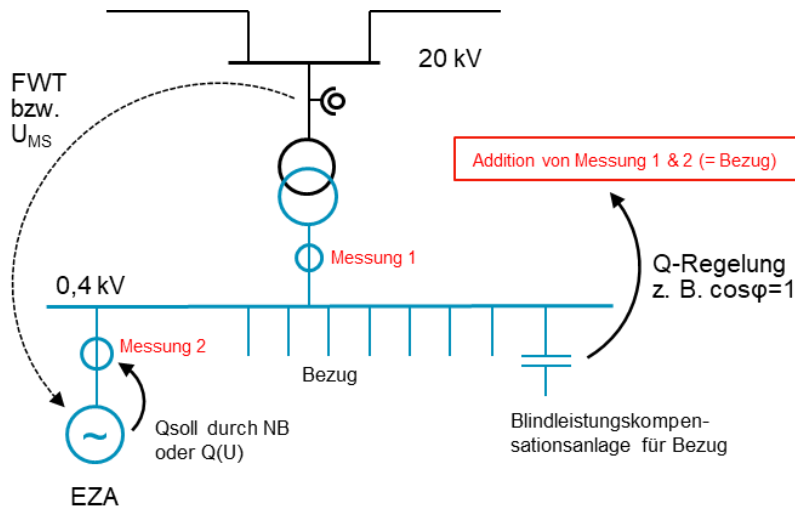 20 kV
FWT
bzw.
U_MS
Addition von Messung 1 & 2 (= Bezug)
Messung 1
Q-Regelung
z. B. cosφ=1
0,4 kV
Messung 2
Bezug
Qsoll durch NB
oder Q(U)
Blindleistungskompen-
sationsanlage für Bezug
~
EZA